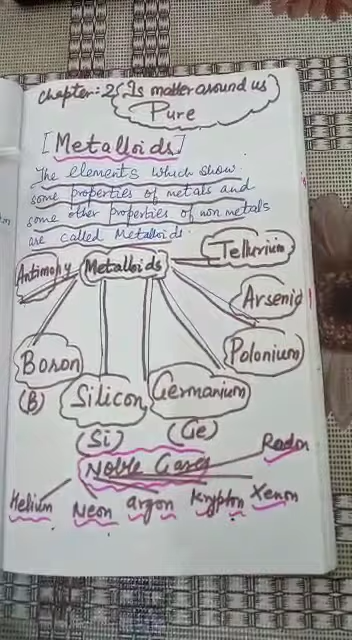 Chapter: 2 Is matter around us
Pure
[Metalloids]
The elements which show
some properties of metals and
some other properties of non metals
are called Metalloids.
Tellurium
Antimony
Metalloids
Arsenic
Polonium
Boron
(B)
Silicon
(Si)
Germanium
(Ge)
Noble Gases
Radon
Helium
Neon
argon
Krypton
Xenon